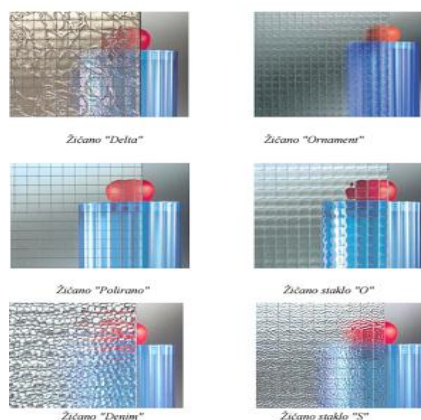 Žičano "Delta"
Žičano "Ornament"
Žičano "Polirano"
Žičano staklo "O"
Žičano "Denim"
Žičano staklo "S"